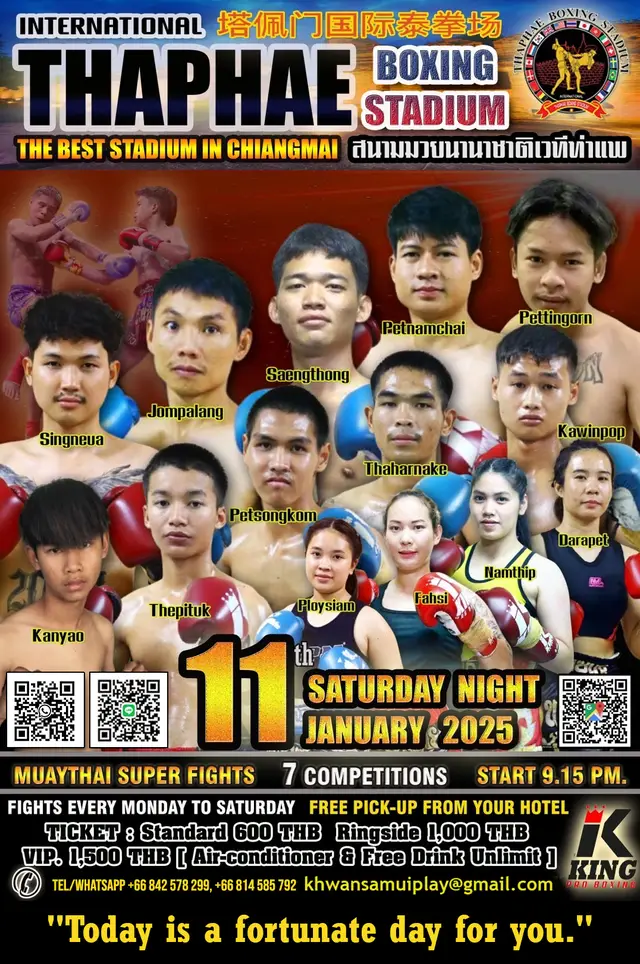 INTERNATIONAL 塔佩门国际泰拳场
THAPHAE BOXING STADIUM
THAPHAE BOXING STADIUM
INTERNATIONAL
THE BEST STADIUM IN CHIANGMAI สนามมวยนานาชาติเวทีท่าแพ
Petnamchai
Pettingorn
Saengthong
Jompalang
Singneua
Kawinpop
Thaharnake
Petsongkom
Darapet
Namthip
Fahsi
Ploysiam
Thepituk
Kanyao
11th
SATURDAY NIGHT
JANUARY 2025
MUAYTHAI SUPER FIGHTS 7 COMPETITIONS START 9.15 PM.
FIGHTS EVERY MONDAY TO SATURDAY FREE PICK-UP FROM YOUR HOTEL
TICKET : Standard 600 THB Ringside 1,000 THB
VIP. 1,500 THB [ Air-conditioner & Free Drink Unlimit ]
K
KING
PRO BOXING
TEL/WHATSAPP +66 842 578 299, +66 814 585 792 khwansamuiplay@gmail.com
"Today is a fortunate day for you."